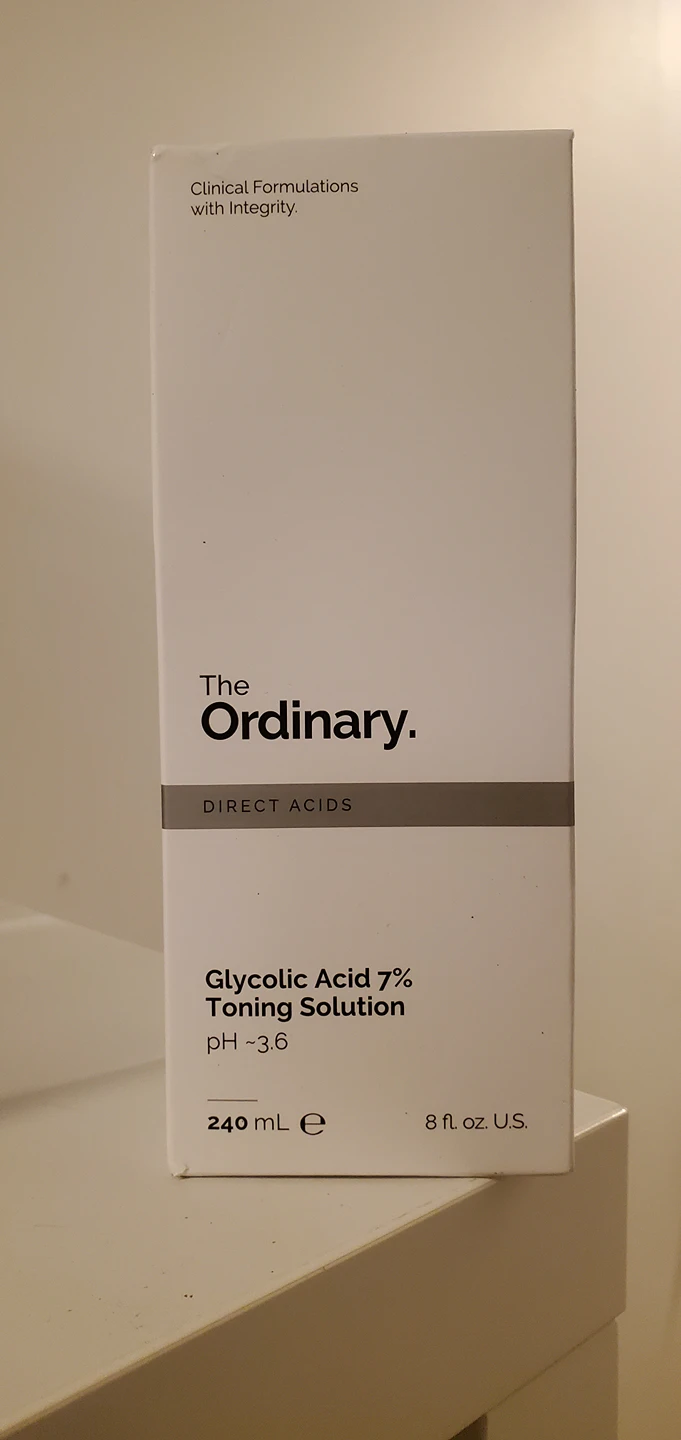 Clinical Formulations
with Integrity.
The
Ordinary.
DIRECT ACIDS
Glycolic Acid 7%
Toning Solution
pH ~3.6
240 mL ℮
8 fl. oz. U.S.